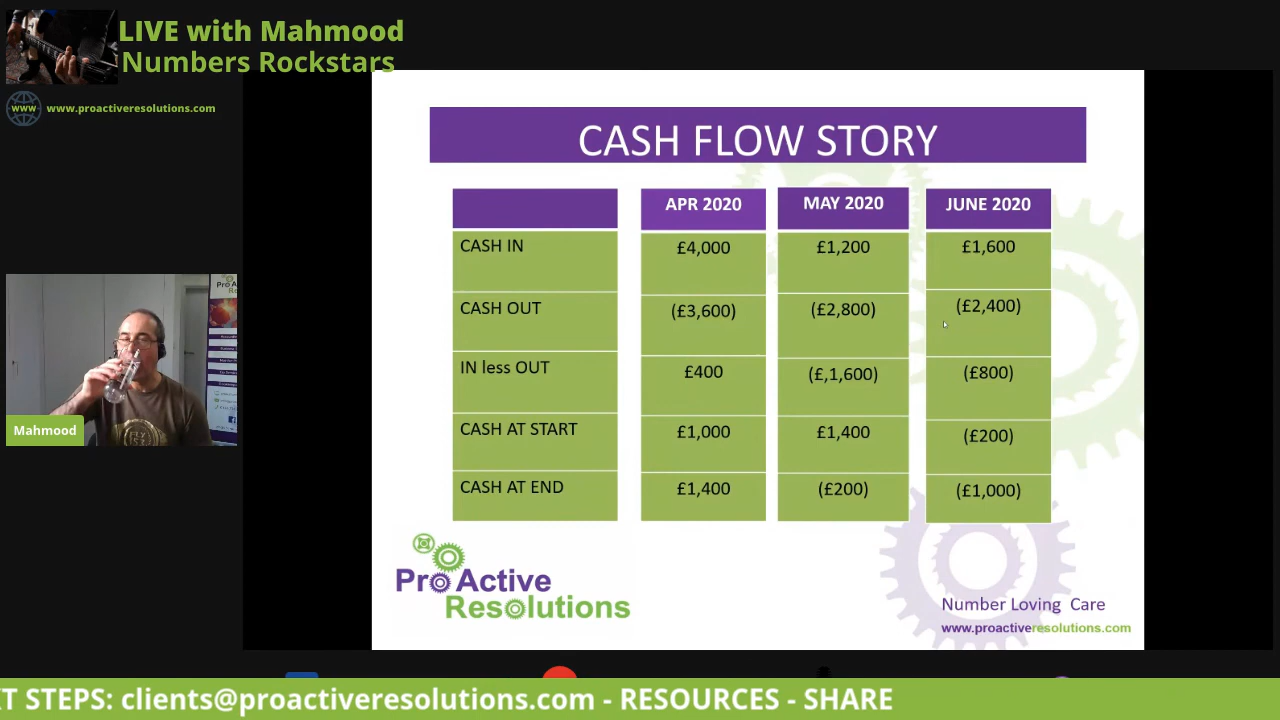 LIVE with Mahmood
Numbers Rockstars
www www.proactiveresolutions.com
CASH FLOW STORY
APR 2020 MAY 2020 JUNE 2020
CASH IN £4,000 £1,200 £1,600
CASH OUT (£3,600) (£2,800) (£2,400)
IN less OUT £400 (£,1,600) (£800)
CASH AT START £1,000 £1,400 (£200)
CASH AT END £1,400 (£200) (£1,000)
Mahmood
ProActive
Resolutions
Number Loving Care
www.proactiveresolutions.com
T STEPS: clients@proactiveresolutions.com - RESOURCES - SHARE